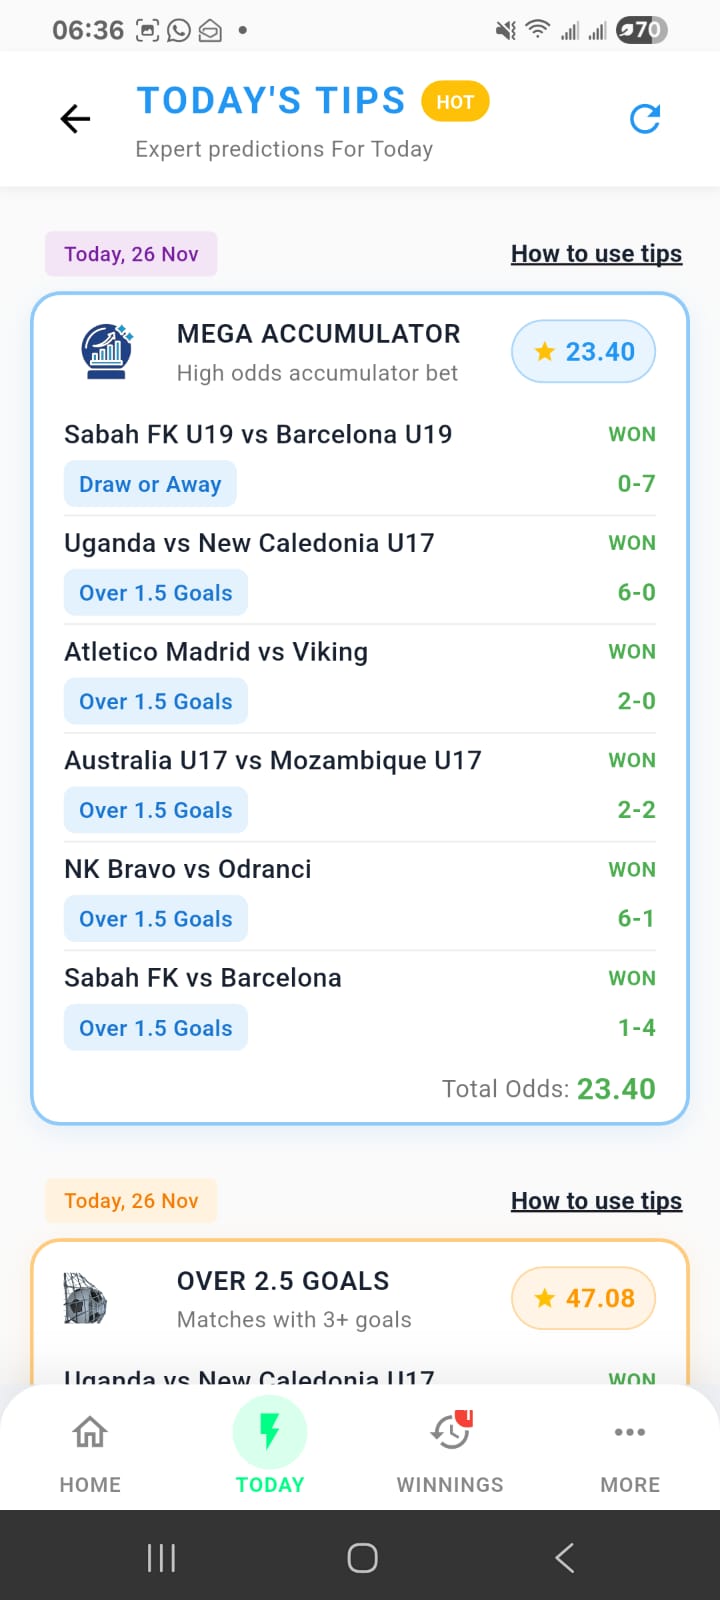 06:36
70
TODAY'S TIPS HOT
Expert predictions For Today
Today, 26 Nov How to use tips
MEGA ACCUMULATOR
23.40
High odds accumulator bet
Sabah FK U19 vs Barcelona U19 WON
Draw or Away 0-7
Uganda vs New Caledonia U17 WON
Over 1.5 Goals 6-0
Atletico Madrid vs Viking WON
Over 1.5 Goals 2-0
Australia U17 vs Mozambique U17 WON
Over 1.5 Goals 2-2
NK Bravo vs Odranci WON
Over 1.5 Goals 6-1
Sabah FK vs Barcelona WON
Over 1.5 Goals 1-4
Total Odds: 23.40
Today, 26 Nov How to use tips
OVER 2.5 GOALS
47.08
Matches with 3+ goals
Uganda vs New Caledonia U17 WON
HOME TODAY WINNINGS MORE